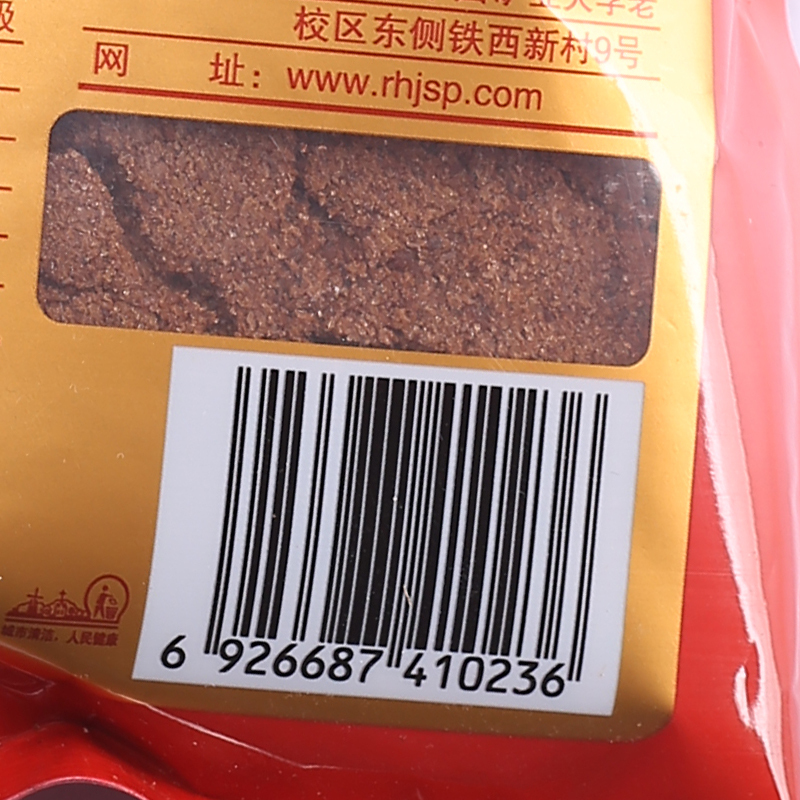 级
校区东侧铁西新村9号
网 址：www.rhjsp.com
城市清洁，人民健康
6 926687 410236